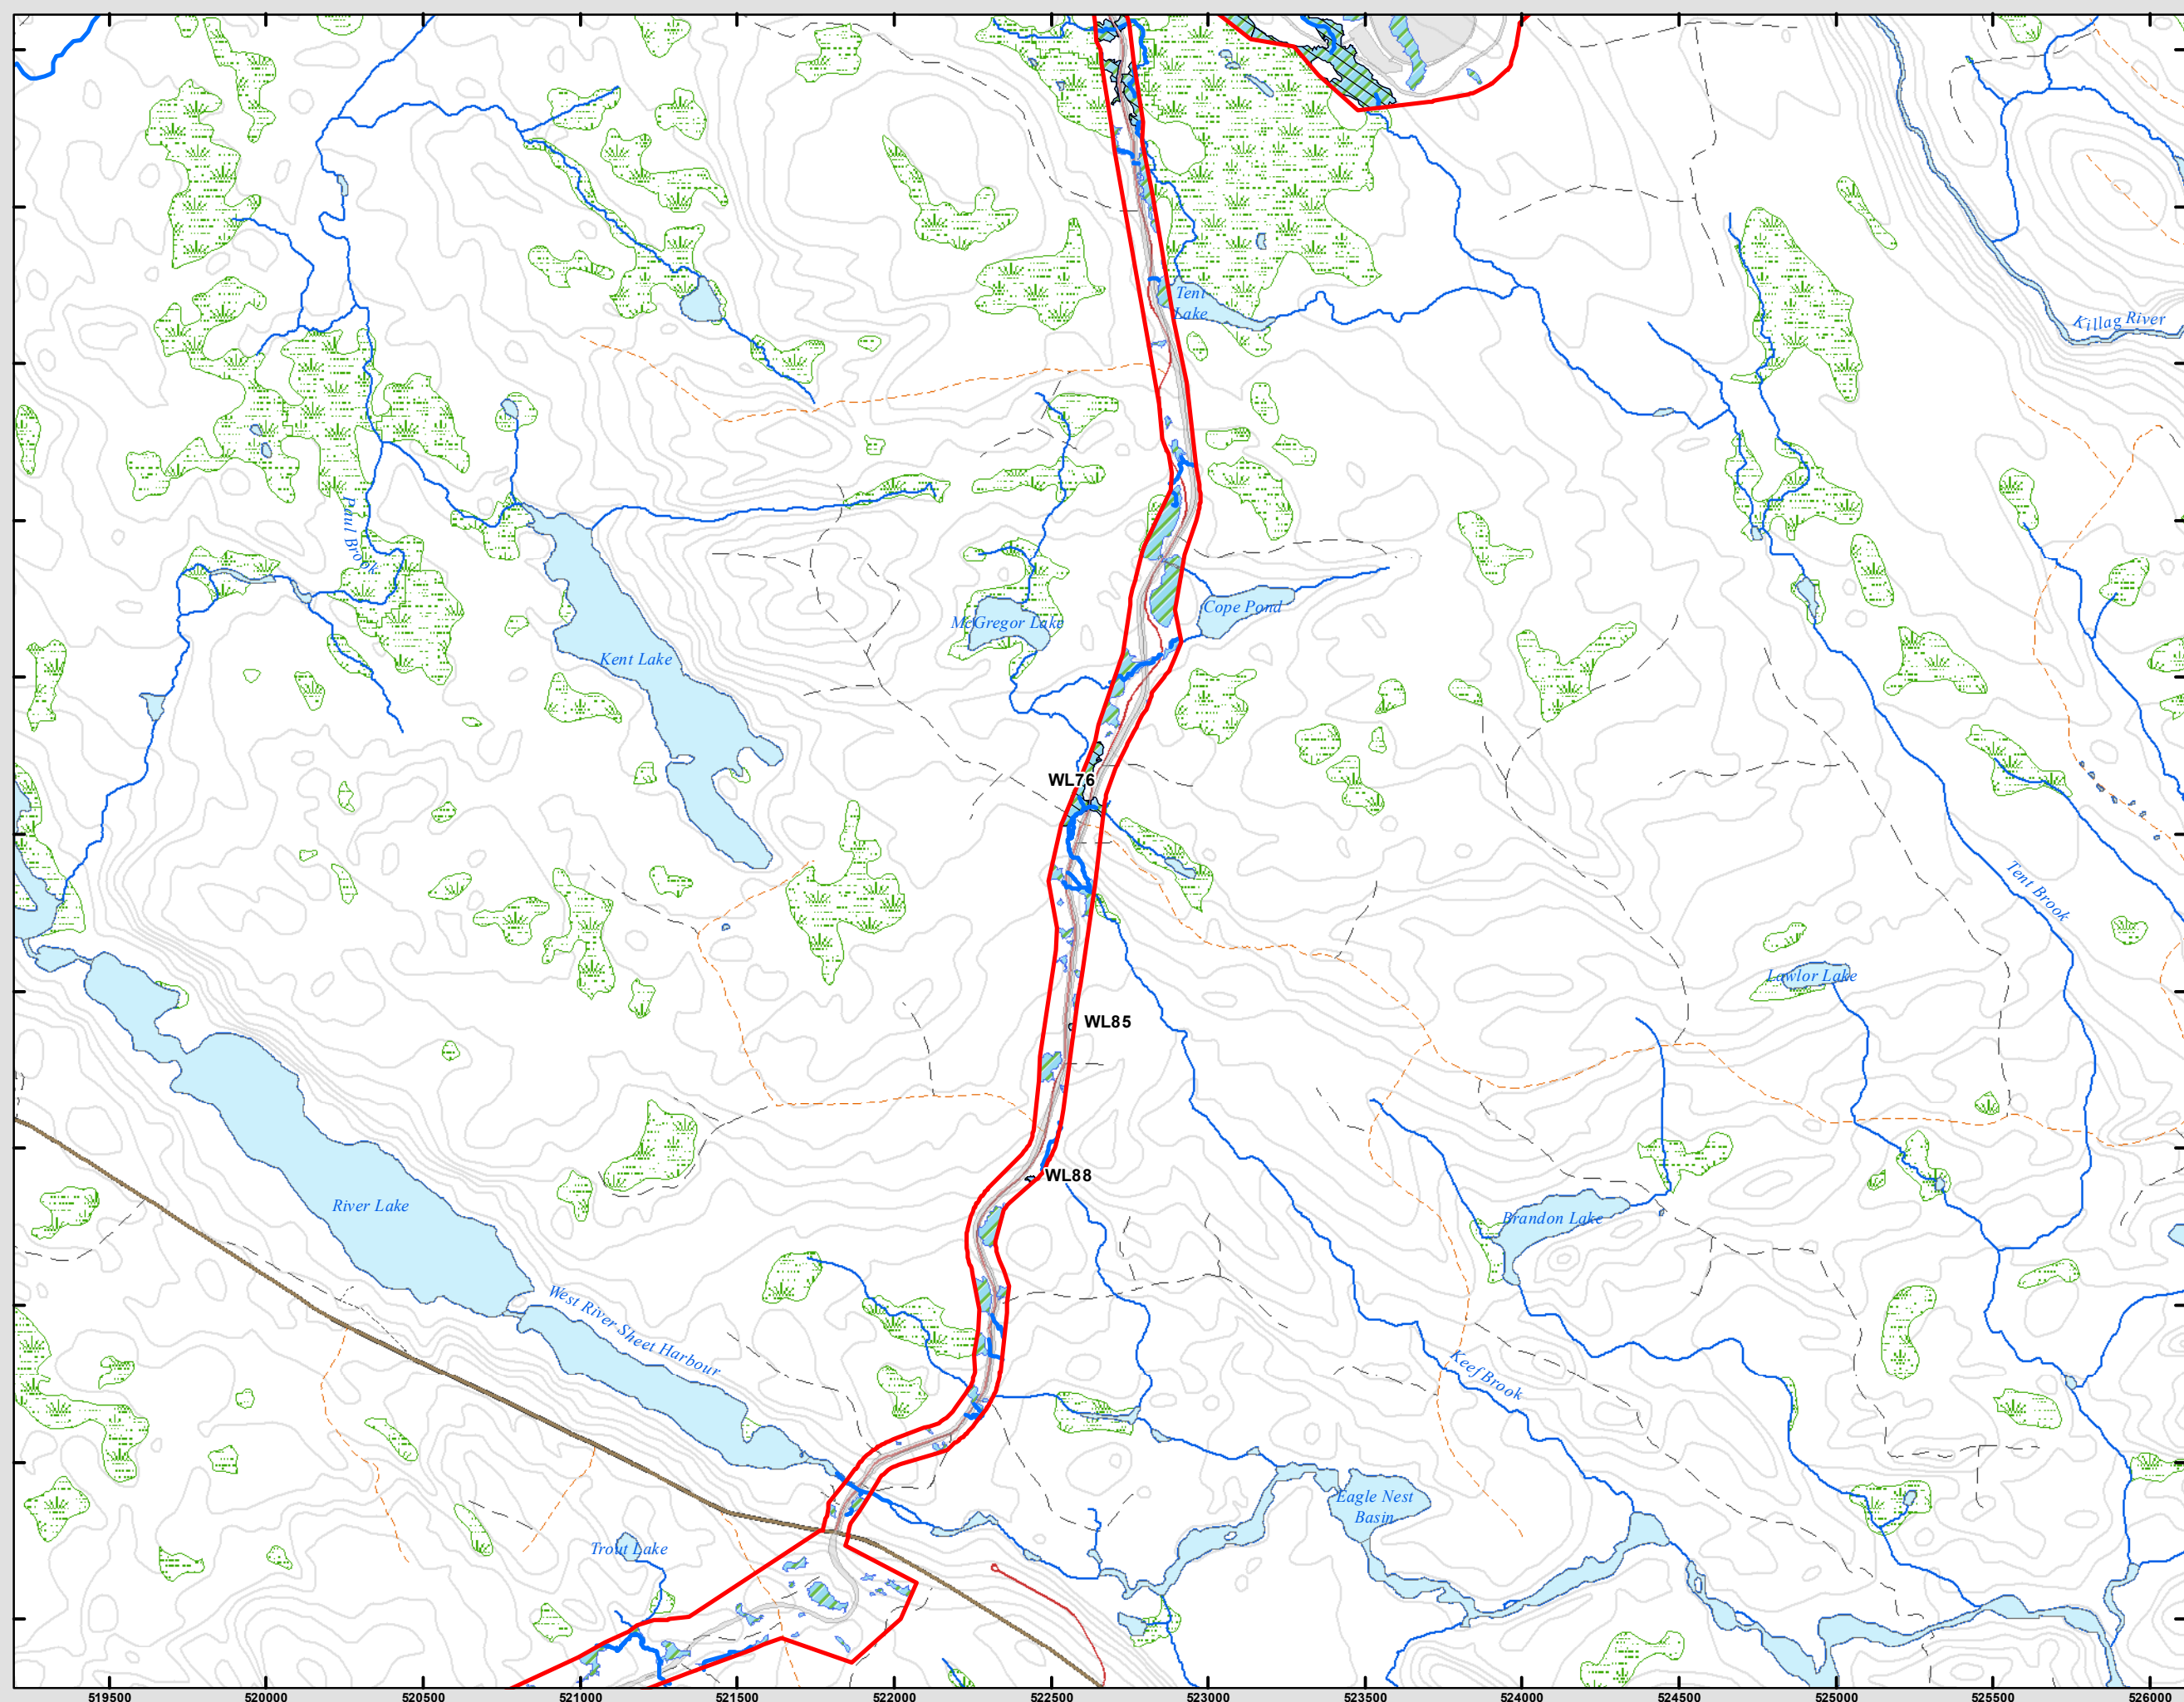 Tent
Lake
Killag River
Paul Brook
Cope Pond
McGregor Lake
Kent Lake
WL76
Tent Brook
Lawlor Lake
WL85
WL88
River Lake
Brandon Lake
West River Sheet Harbour
Keef Brook
Eagle Nest
Basin
Trout Lake
519500 520000 520500 521000 521500 522000 522500 523000 523500 524000 524500 525000 525500 526000